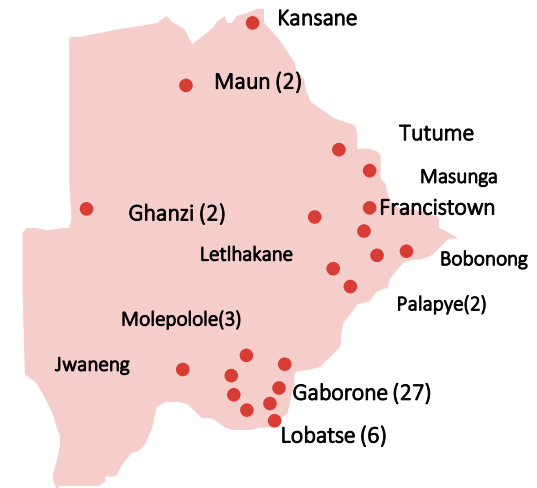 Kansane
Maun (2)
Tutume
Masunga
Ghanzi (2)
Francistown
Letlhakane
Bobonong
Palapye(2)
Molepolole(3)
Jwaneng
Gaborone (27)
Lobatse (6)